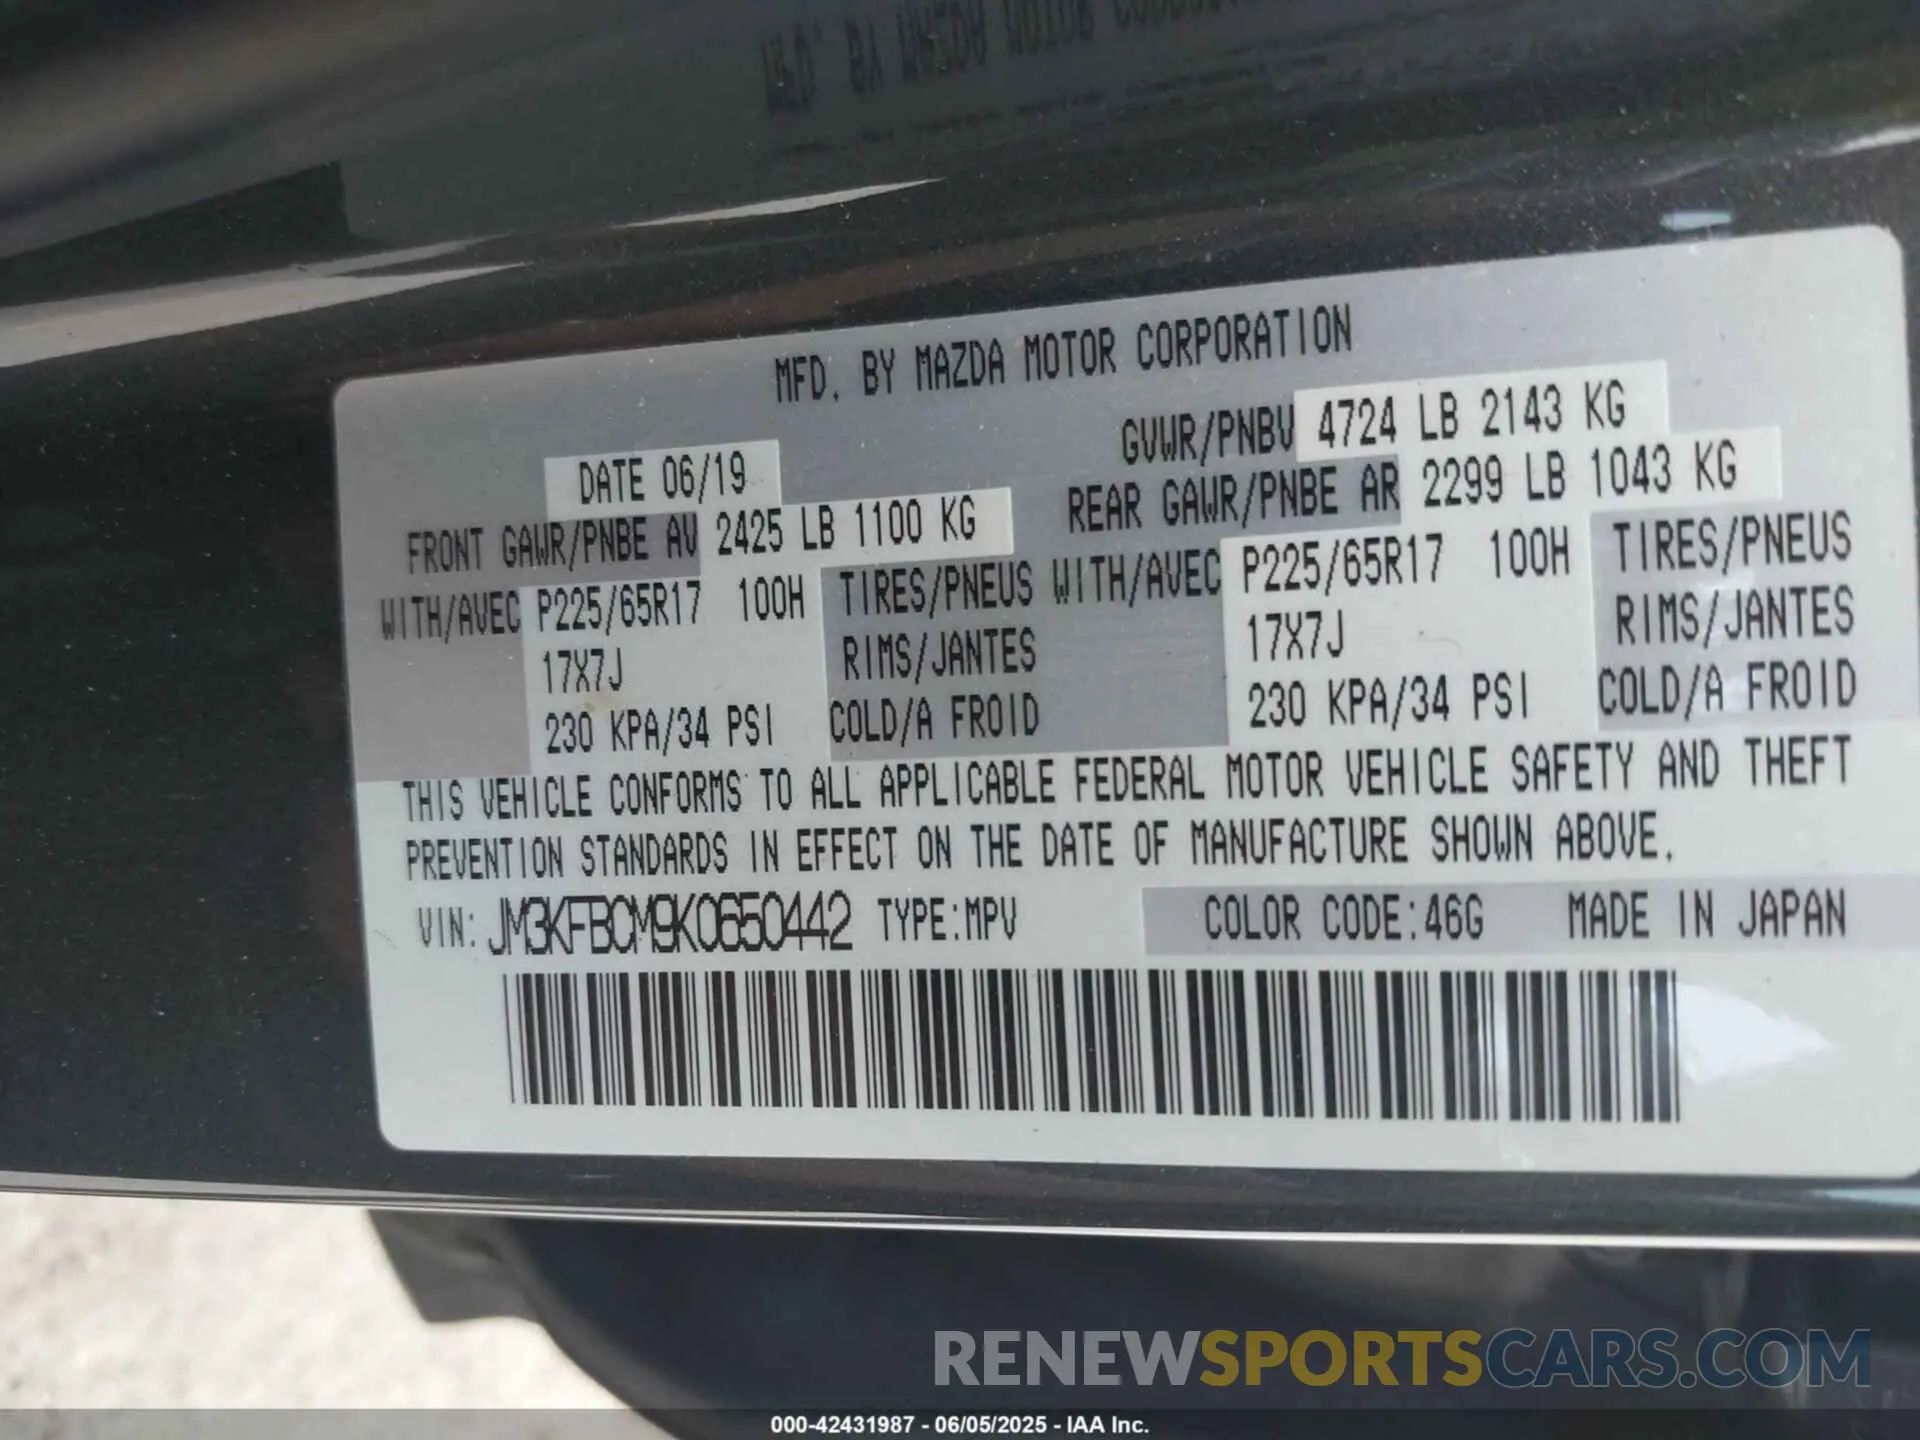 MFD. BY MAZDA MOTOR CORPORATION
DATE 06/19 GVWR/PNBV 4724 LB 2143 KG
FRONT GAWR/PNBE AV 2425 LB 1100 KG REAR GAWR/PNBE AR 2299 LB 1043 KG
WITH/AVEC P225/65R17 100H TIRES/PNEUS WITH/AVEC P225/65R17 100H TIRES/PNEUS
17X7J RIMS/JANTES 17X7J RIMS/JANTES
230 KPA/34 PSI COLD/A FROID 230 KPA/34 PSI COLD/A FROID
THIS VEHICLE CONFORMS TO ALL APPLICABLE FEDERAL MOTOR VEHICLE SAFETY AND THEFT
PREVENTION STANDARDS IN EFFECT ON THE DATE OF MANUFACTURE SHOWN ABOVE.
VIN: JM3KFBCM9K0650442 TYPE:MPV COLOR CODE:46G MADE IN JAPAN
RENEWSPORTSCARS.COM
000-42431987 - 06/05/2025 - IAA Inc.